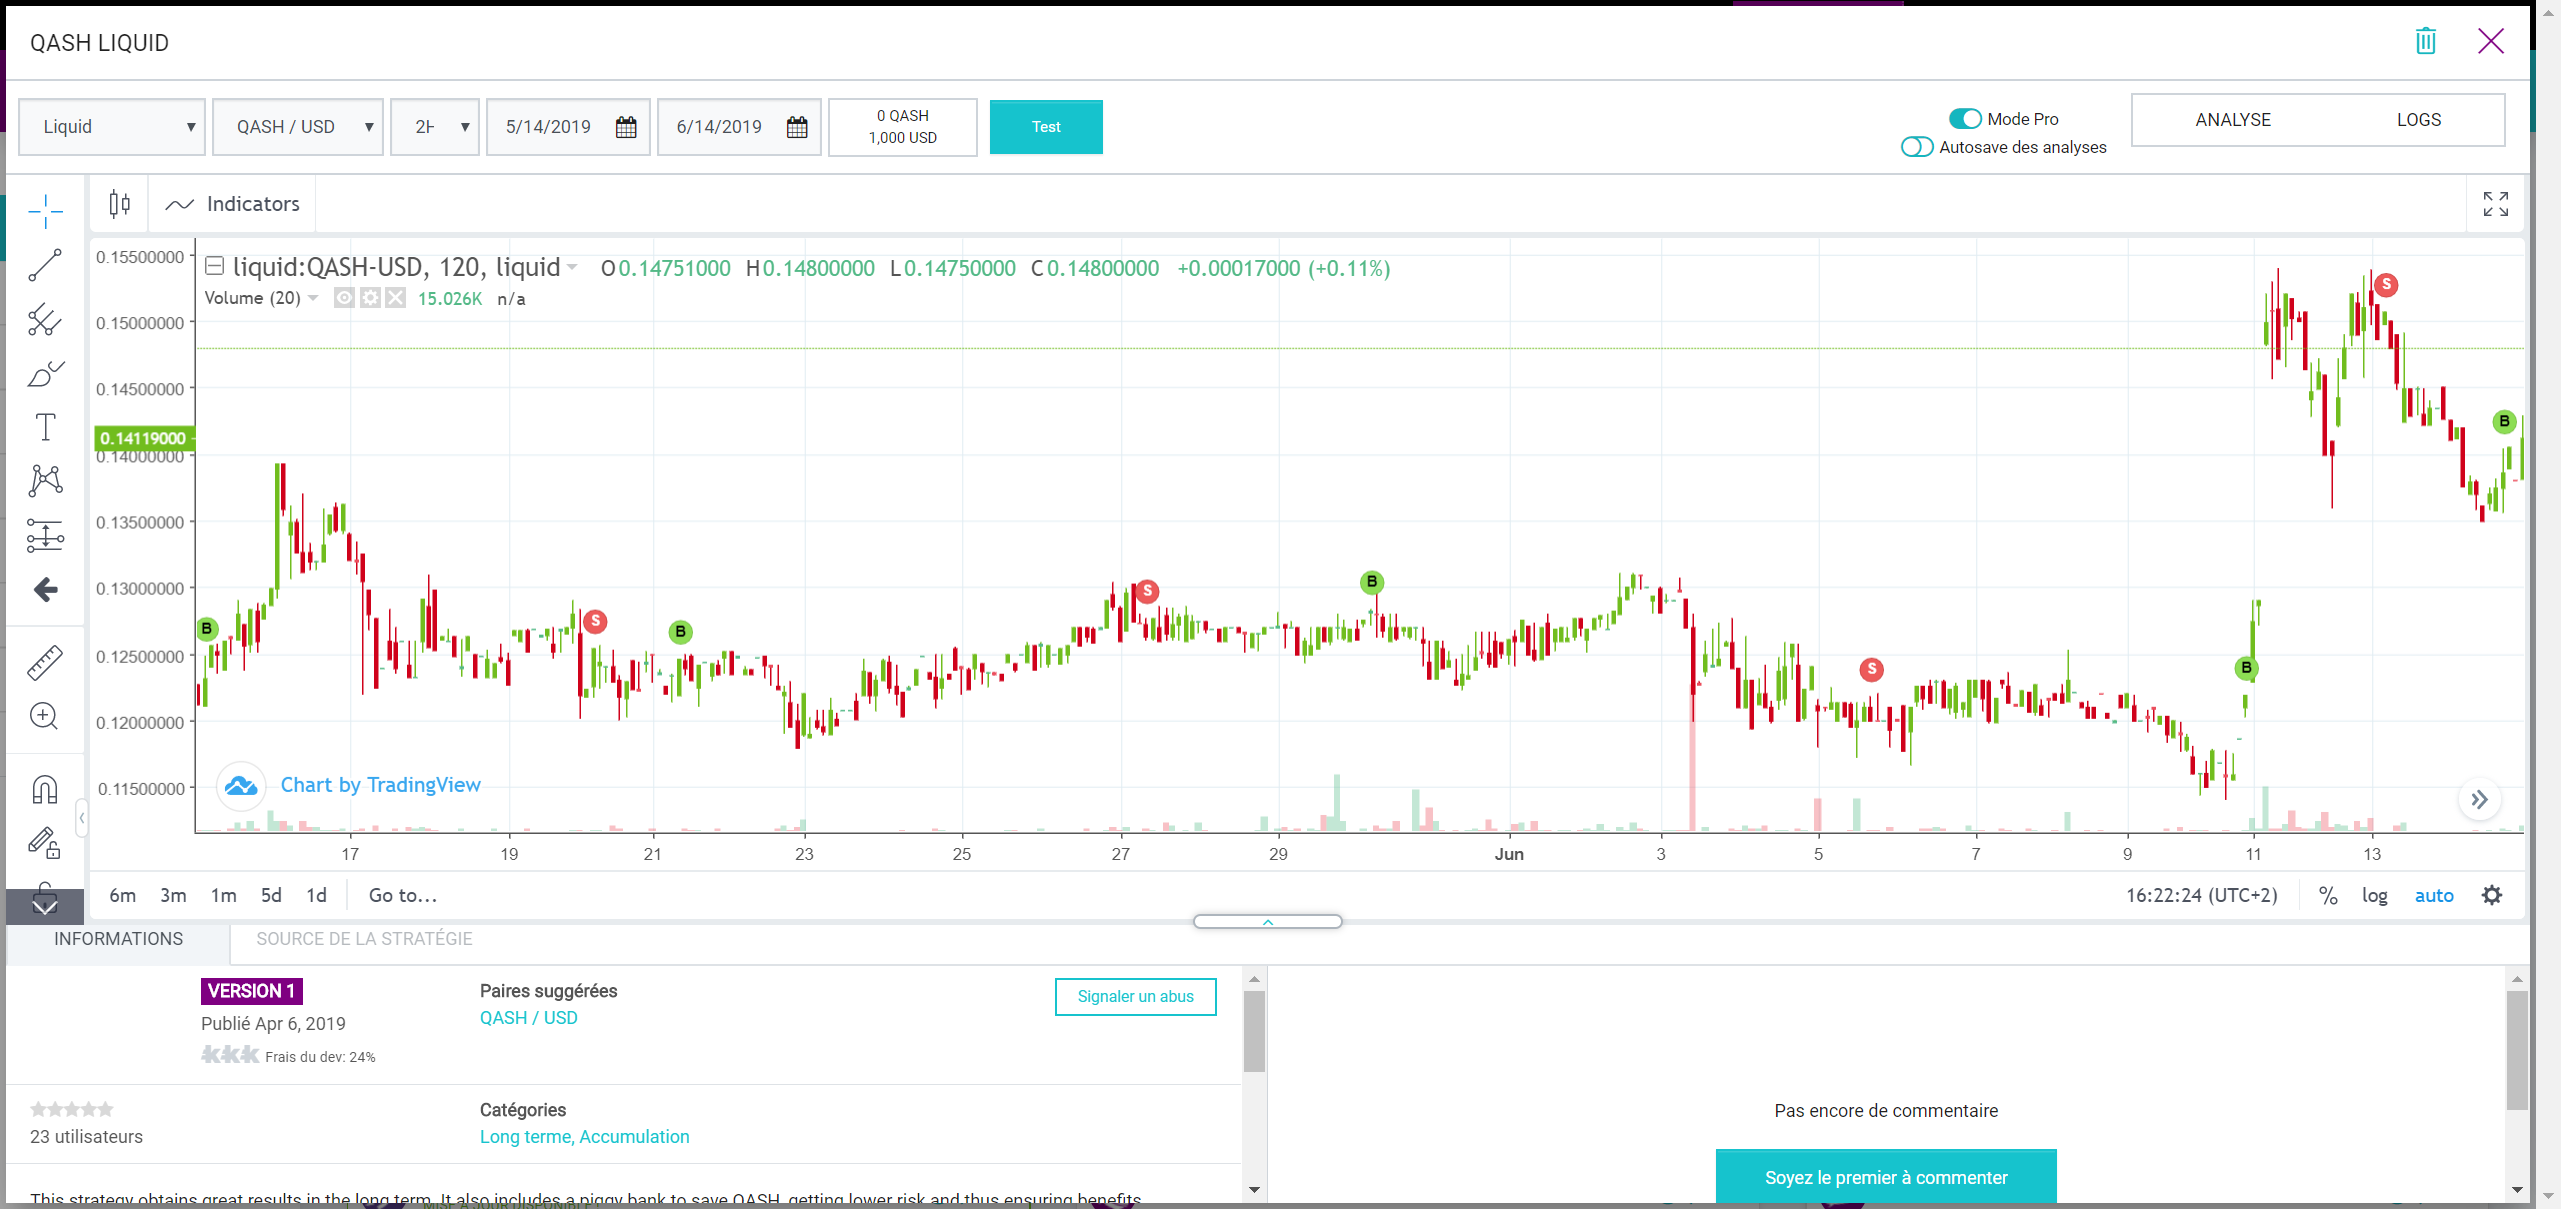 QASH LIQUID
Liquid ▼ QASH / USD ▼ 2H ▼ 5/14/2019 6/14/2019
0 QASH
1,000 USD
Test
Mode Pro
Autosave des analyses
ANALYSE LOGS
Indicators
liquid:QASH-USD, 120, liquid O0.14751000 H0.14800000 L0.14750000 C0.14800000 +0.00017000 (+0.11%)
Volume (20) 15.026K n/a
0.15500000
0.15000000
0.14500000
0.14119000
0.14000000
0.13500000
0.13000000
0.12500000
0.12000000
0.11500000
B
S
B
S
B
S
B
S
B
T
Chart by TradingView
17 19 21 23 25 27 29 Jun 3 5 7 9 11 13
6m 3m 1m 5d 1d Go to... 16:22:24 (UTC+2) % log auto
INFORMATIONS SOURCE DE LA STRATÉGIE
VERSION 1
Publié Apr 6, 2019
Frais du dev: 24%
Paires suggérées
QASH / USD
Signaler un abus
23 utilisateurs
Catégories
Long terme, Accumulation
This strategy obtains great results in the long term. It also includes a piggy bank to save QASH, getting lower risk and thus ensuring benefits
MISE À JOUR DISPONIBLE
Pas encore de commentaire
Soyez le premier à commenter